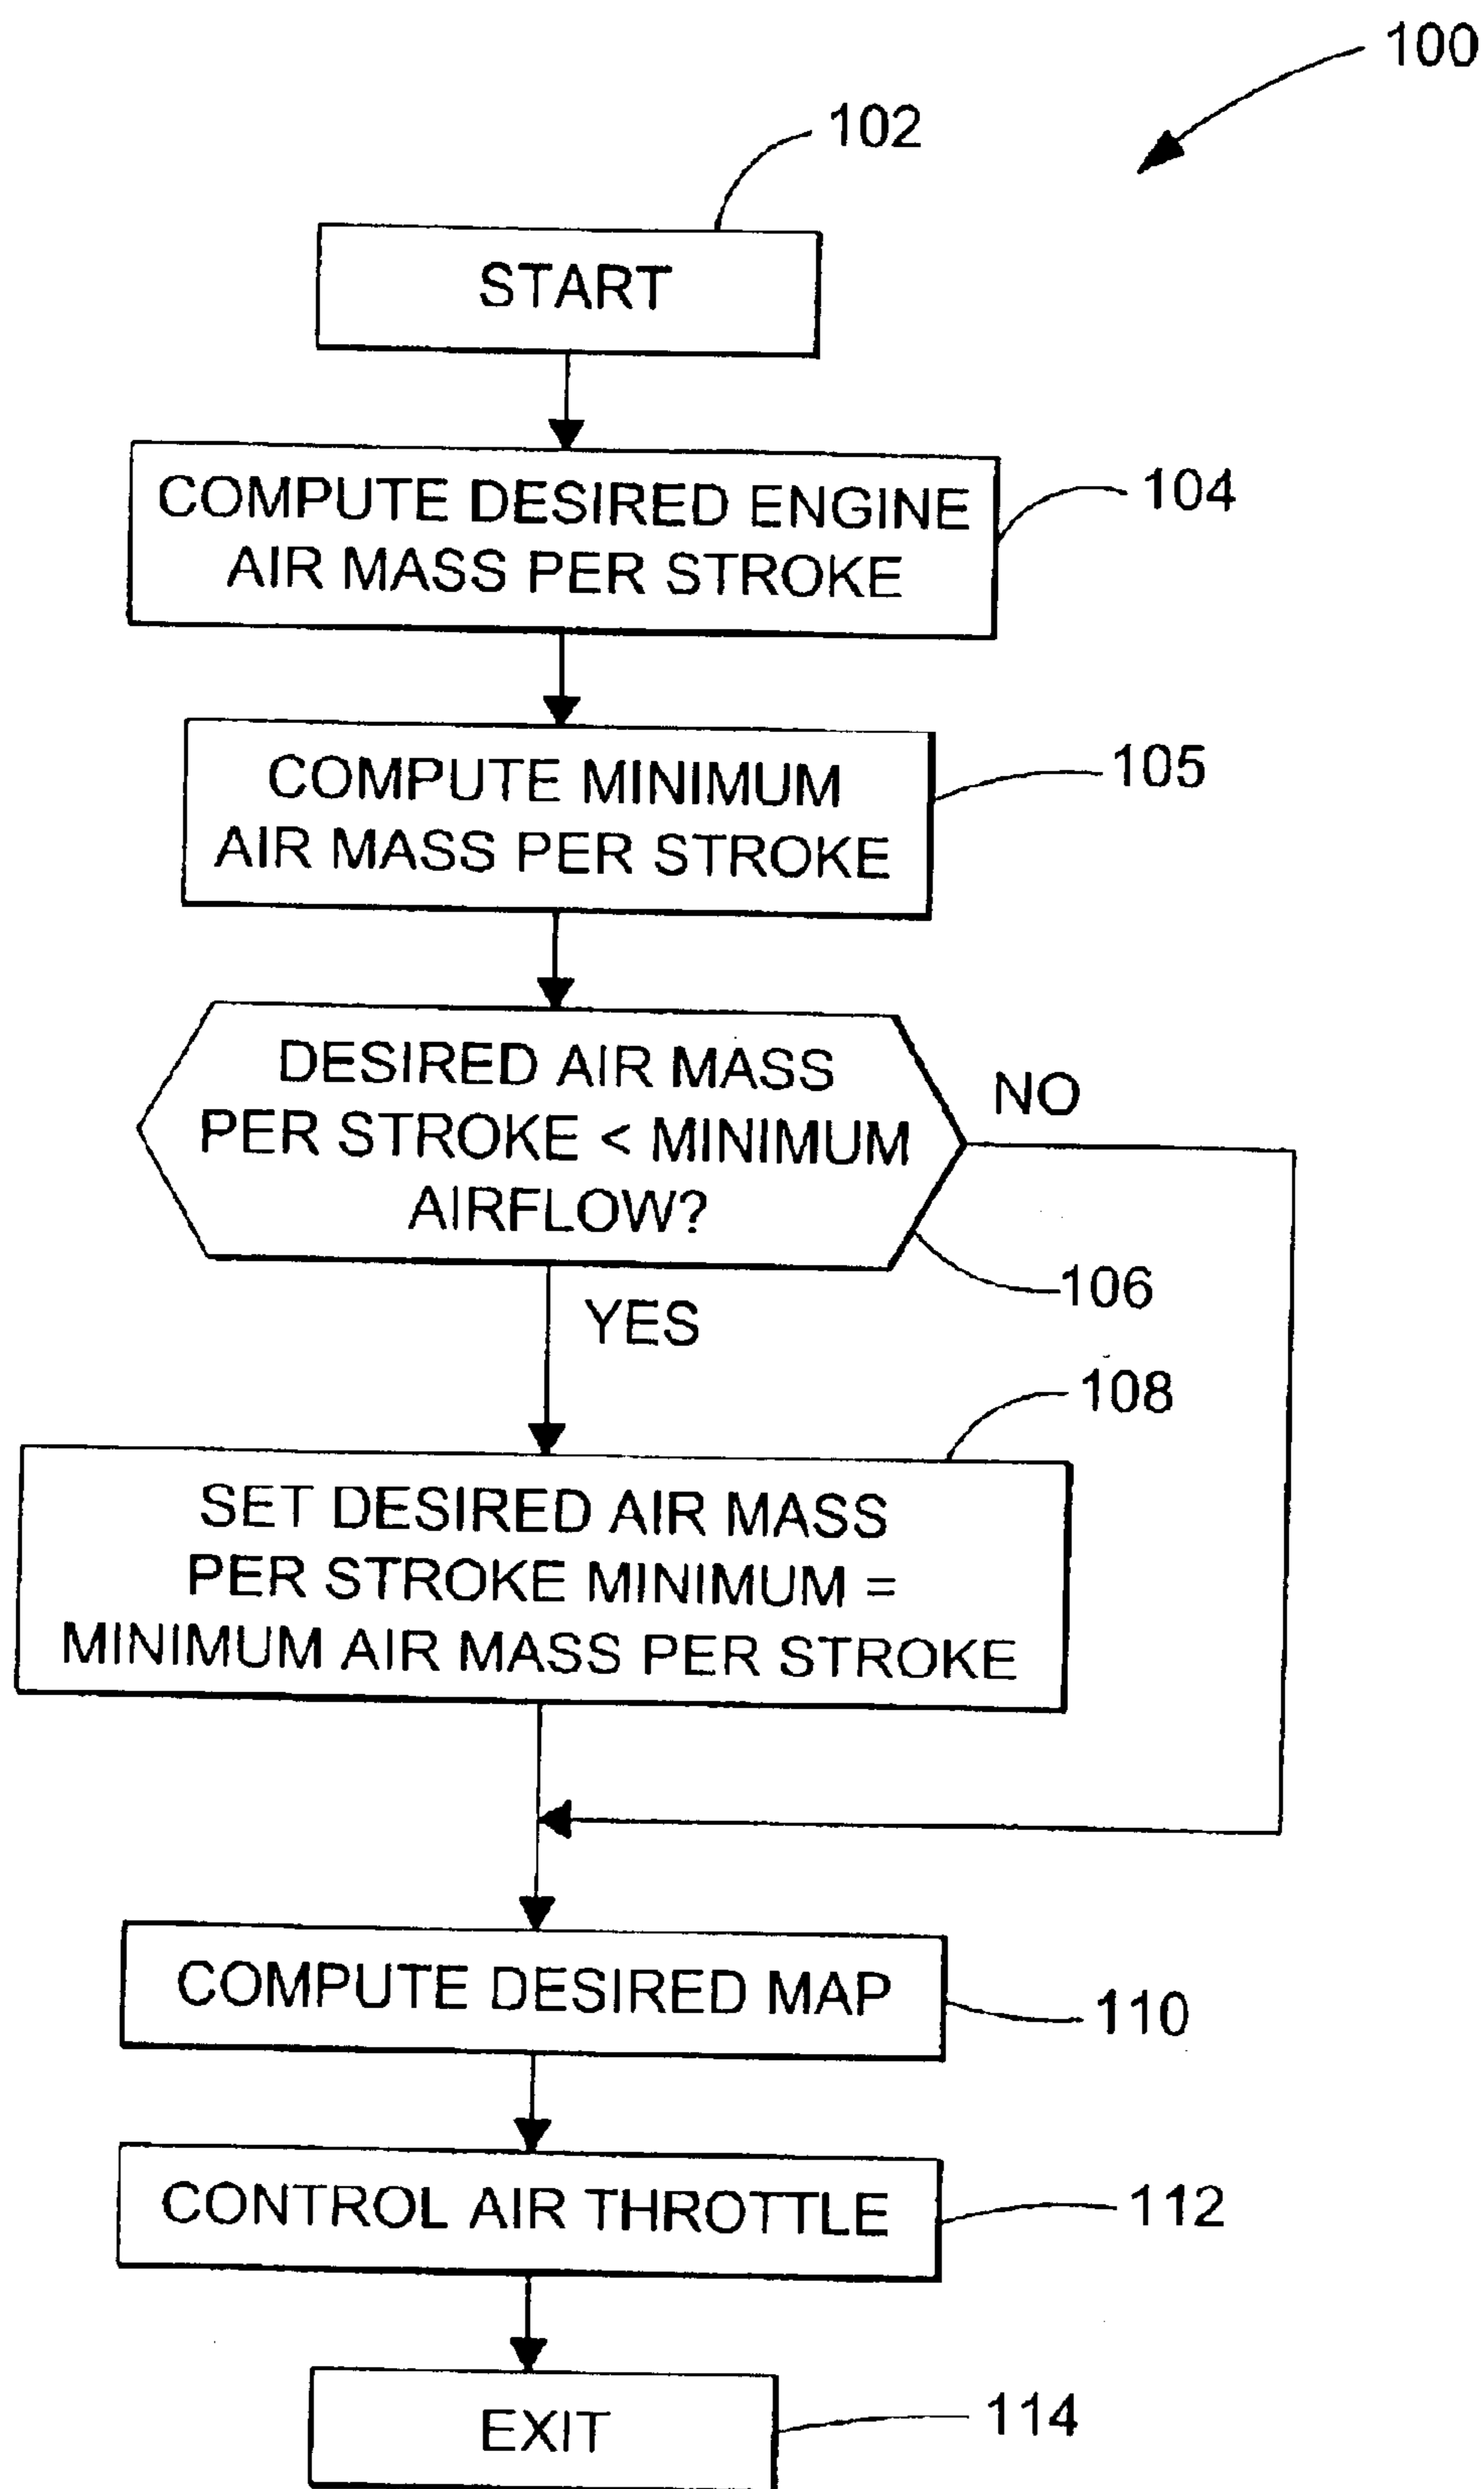 100
102
START
COMPUTE DESIRED ENGINE
AIR MASS PER STROKE
104
COMPUTE MINIMUM
AIR MASS PER STROKE
105
DESIRED AIR MASS
PER STROKE < MINIMUM
AIRFLOW?
NO
106
YES
108
SET DESIRED AIR MASS
PER STROKE MINIMUM =
MINIMUM AIR MASS PER STROKE
COMPUTE DESIRED MAP
110
CONTROL AIR THROTTLE
112
EXIT
114